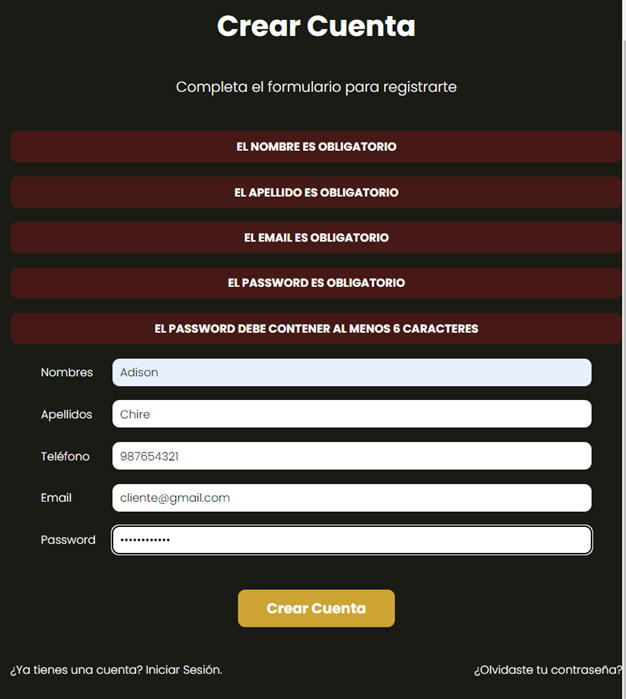 Crear Cuenta
Completa el formulario para registrarte
EL NOMBRE ES OBLIGATORIO
EL APELLIDO ES OBLIGATORIO
EL EMAIL ES OBLIGATORIO
EL PASSWORD ES OBLIGATORIO
EL PASSWORD DEBE CONTENER AL MENOS 6 CARACTERES
Nombres Adison
Apellidos Chire
Teléfono 987654321
Email cliente@gmail.com
Password ••••••••••••
Crear Cuenta
¿Ya tienes una cuenta? Iniciar Sesión. ¿Olvidaste tu contraseña?